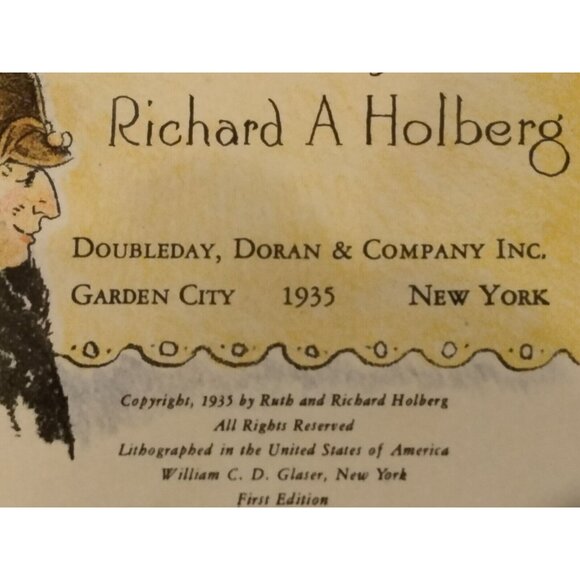 Richard A Holberg
DOUBLEDAY, DORAN & COMPANY INC.
GARDEN CITY 1935 NEW YORK
Copyright, 1935 by Ruth and Richard Holberg
All Rights Reserved
Lithographed in the United States of America
William C. D. Glaser, New York
First Edition